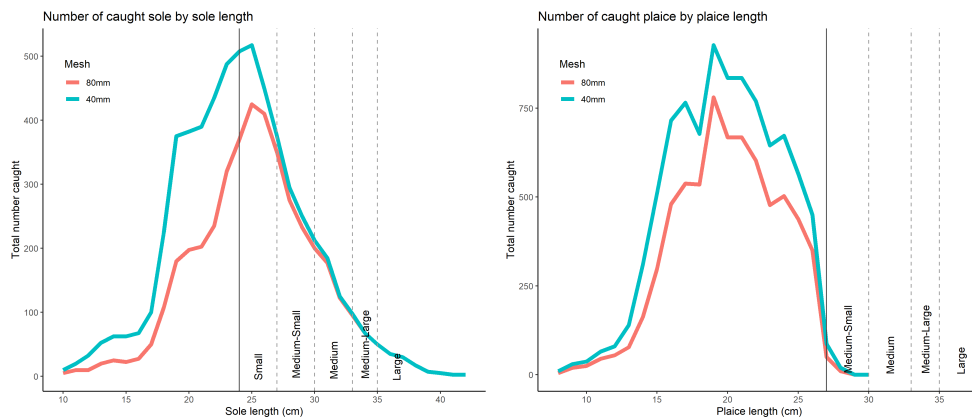 Number of caught sole by sole length
Total number caught
500
400
300
200
100
0
Mesh
80mm
40mm
Small
Medium-Small
Medium
Medium-Large
Large
10
15
20
25
30
35
40
Sole length (cm)
Number of caught plaice by plaice length
Total number caught
750
500
250
0
Mesh
80mm
40mm
Medium-Small
Medium
Medium-Large
Large
10
15
20
25
30
35
Plaice length (cm)